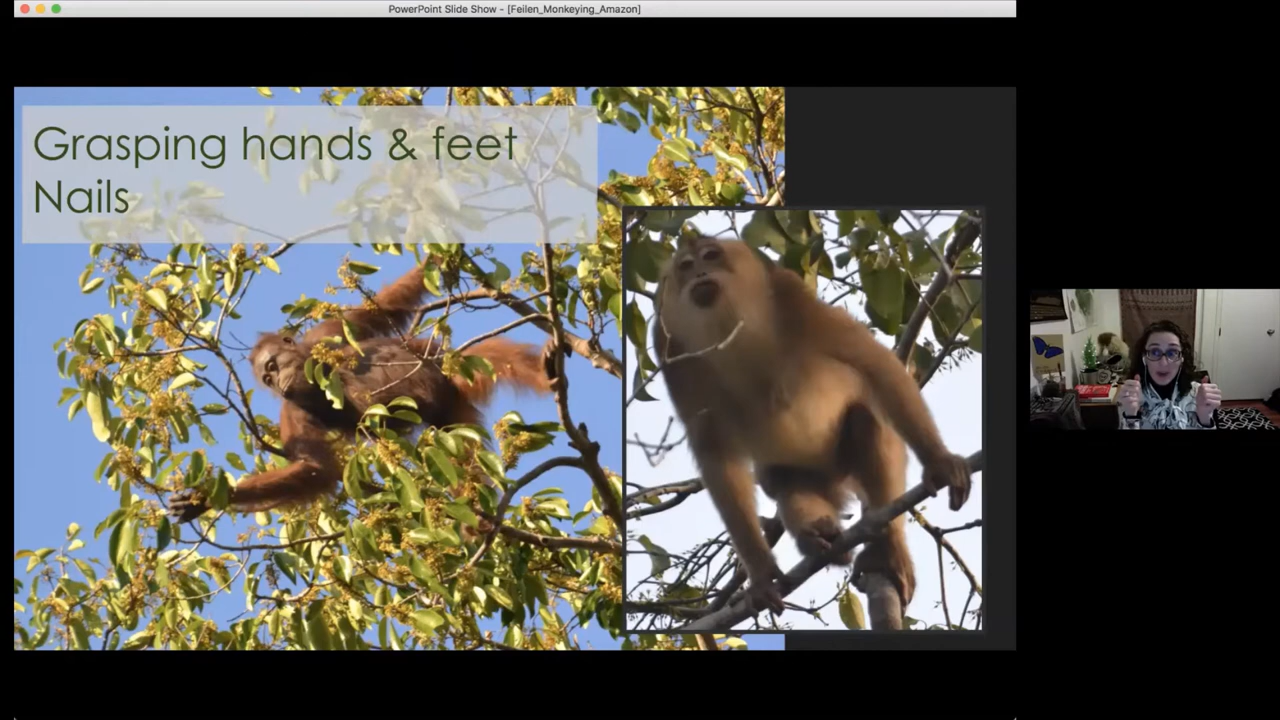 PowerPoint Slide Show - [Feilen_Monkeying_Amazon]
Grasping hands & feet
Nails